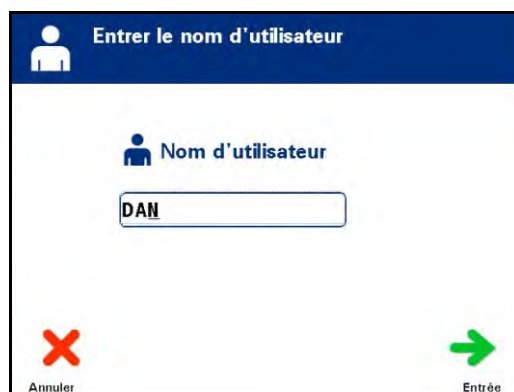 Entrer le nom d'utilisateur
Nom d'utilisateur
DAN
Annuler
Entrée